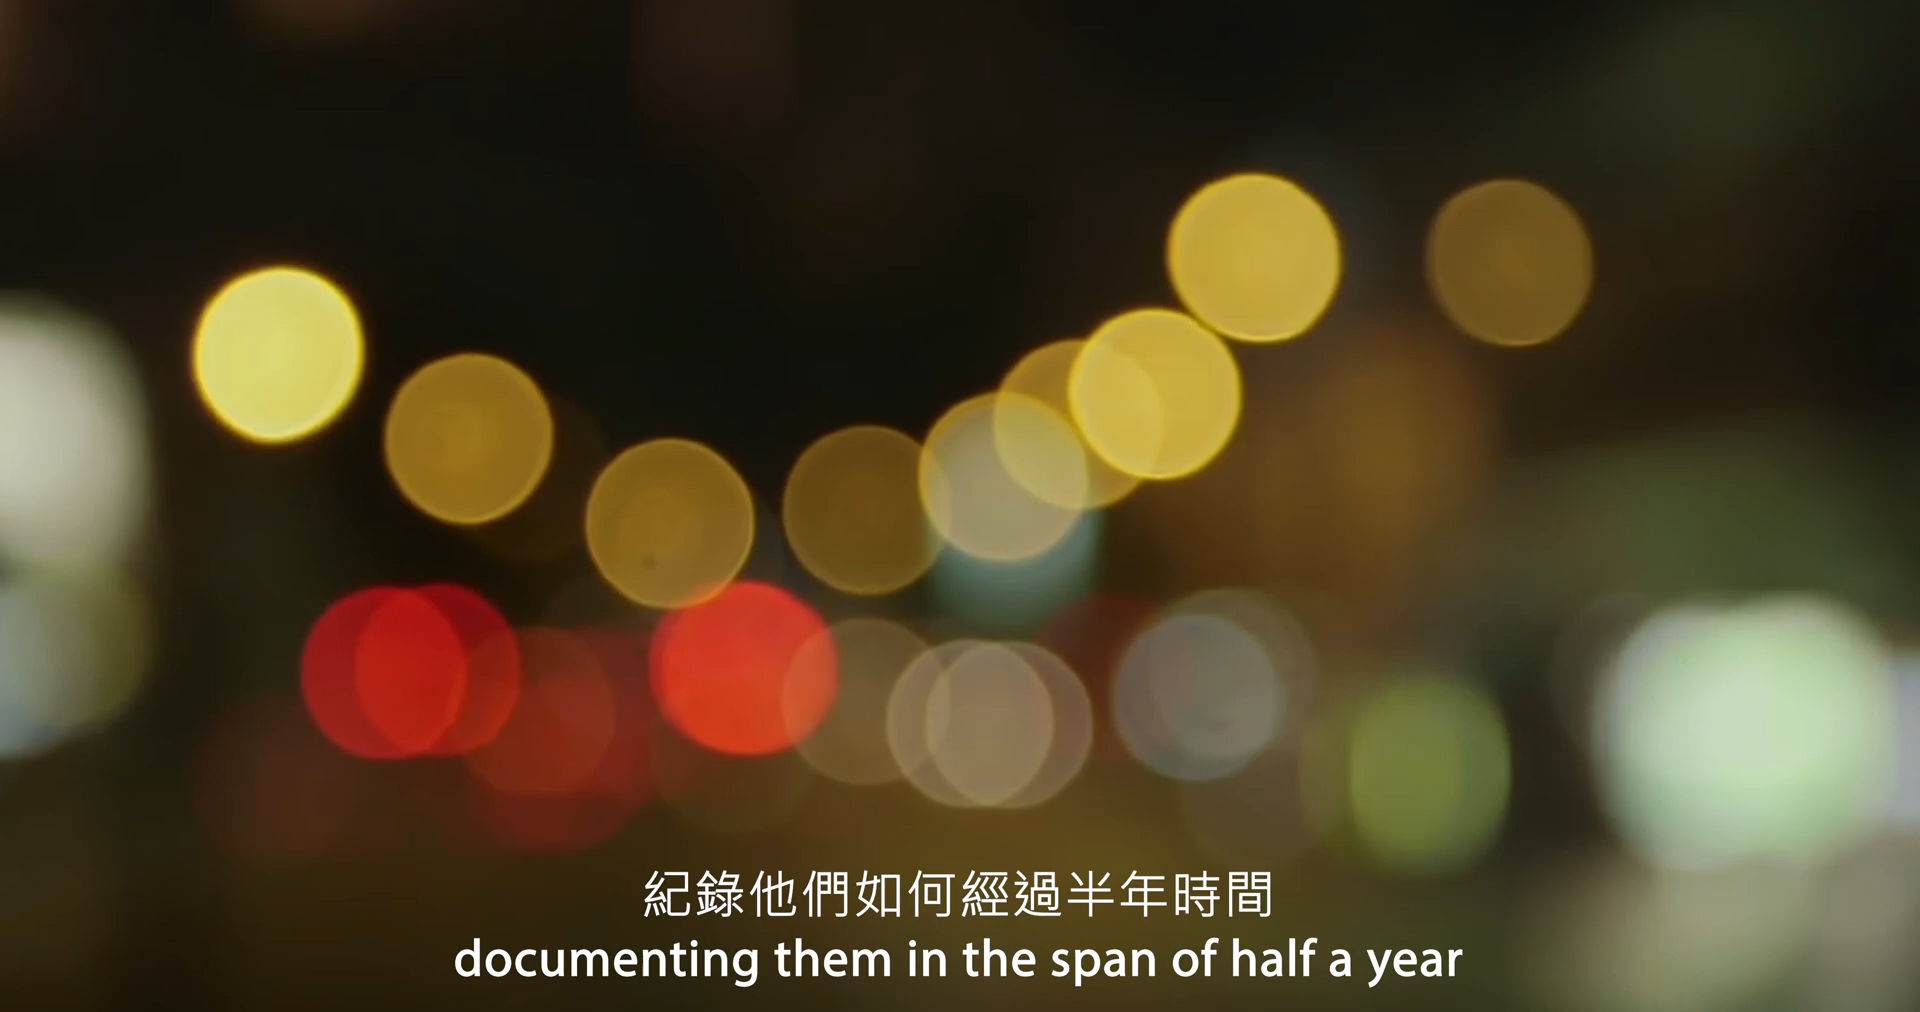 紀錄他們如何經過半年時間
documenting them in the span of half a year